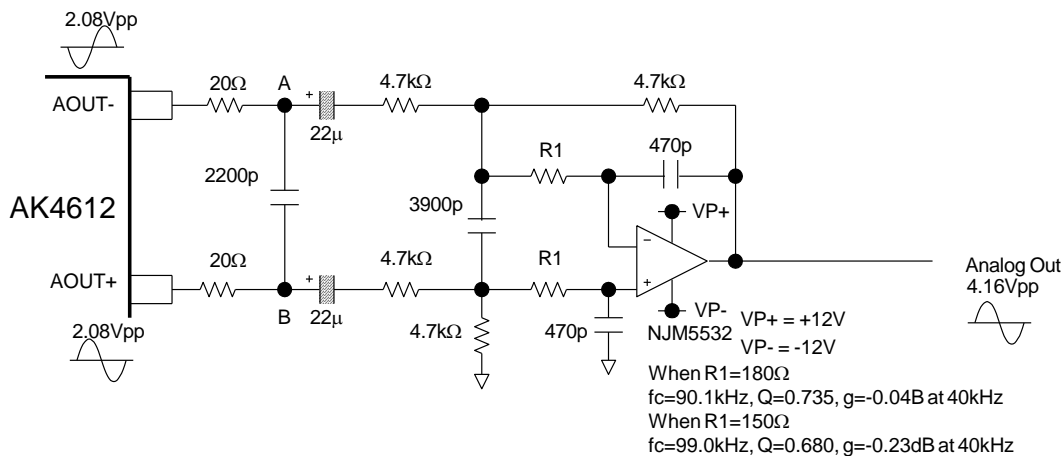 2.08Vpp
AOUT-
20Ω
A
+
22μ
4.7kΩ
4.7kΩ
R1
470p
2200p
3900p
AK4612
VP+
−
+
AOUT+
20Ω
B
+
22μ
4.7kΩ
R1
4.7kΩ
470p
VP-
NJM5532
Analog Out
4.16Vpp
2.08Vpp
VP+ = +12V
VP- = -12V
When R1=180Ω
fc=90.1kHz, Q=0.735, g=-0.04B at 40kHz
When R1=150Ω
fc=99.0kHz, Q=0.680, g=-0.23dB at 40kHz